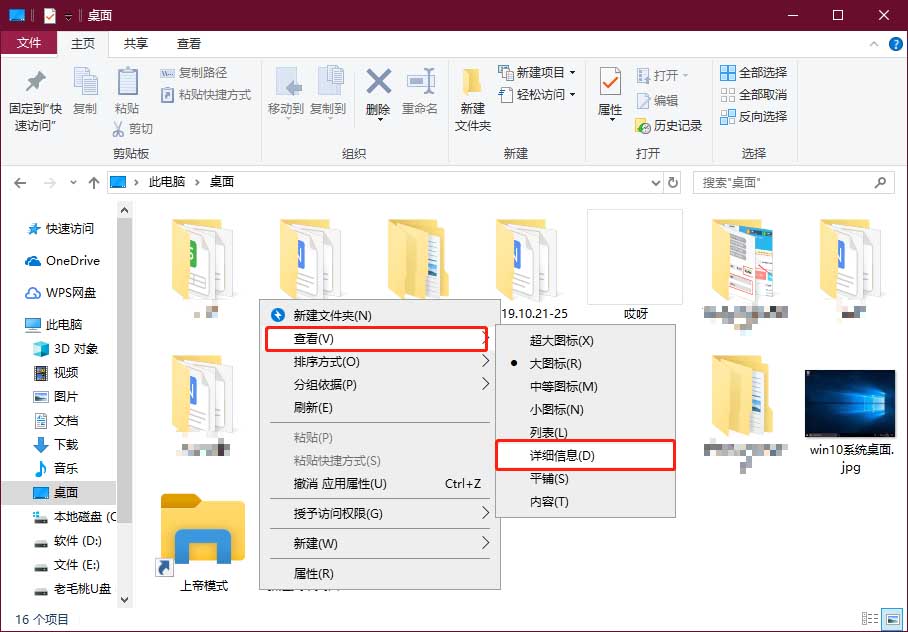 桌面
文件 主页 共享 查看
固定到"快速访问"
复制
粘贴
复制路径
粘贴快捷方式
剪切
剪贴板
移动到
复制到
删除
重命名
组织
新建
文件夹
新建项目
轻松访问
新建
属性
打开
编辑
历史记录
打开
全部选择
全部取消
反向选择
选择
此电脑 桌面
搜索"桌面"
快速访问
OneDrive
WPS网盘
此电脑
3D 对象
视频
图片
文档
下载
音乐
桌面
本地磁盘 (C
软件 (D:)
文件 (E:)
老毛桃U盘
19.10.21-25
哎呀
win10系统桌面.
jpg
上帝模式
新建文件夹(N)
查看(V)
排序方式(O)
分组依据(P)
刷新(E)
粘贴(P)
粘贴快捷方式(S)
撤消 应用属性(U) Ctrl+Z
授予访问权限(G)
新建(W)
属性(R)
超大图标(X)
大图标(R)
中等图标(M)
小图标(N)
列表(L)
详细信息(D)
平铺(S)
内容(T)
16 个项目